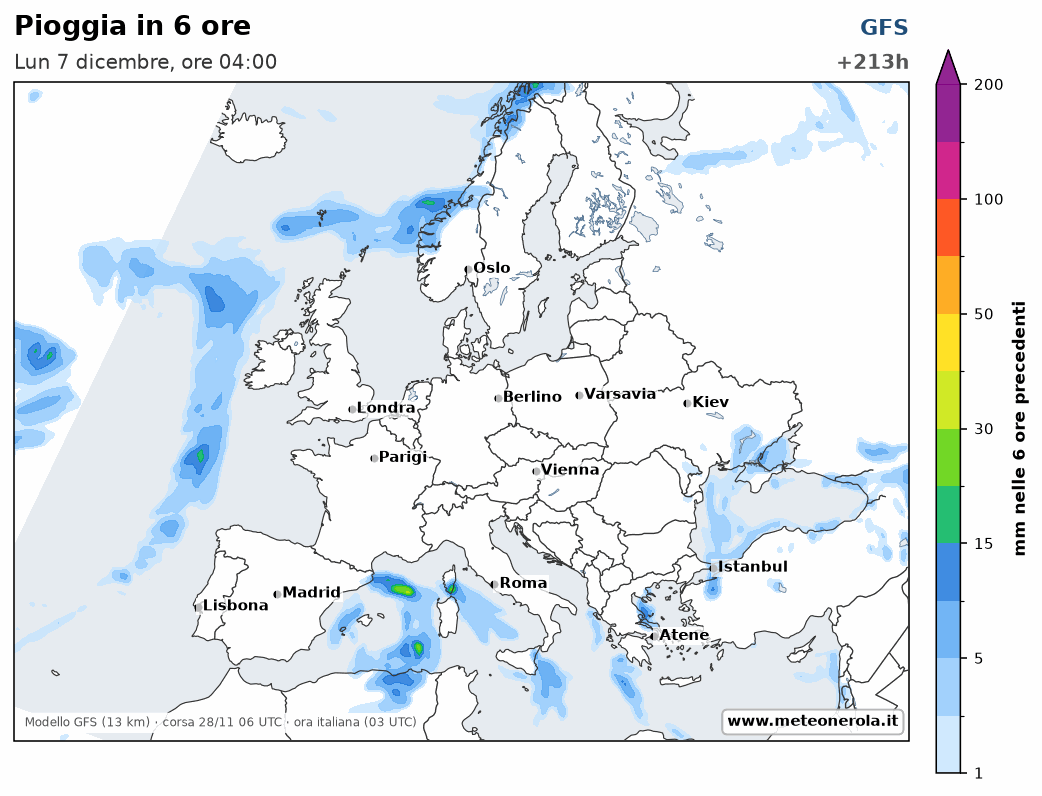 Pioggia in 6 ore
GFS
Lun 7 dicembre, ore 04:00
+213h
200
100
50
30
15
5
1
mm nelle 6 ore precedenti
Oslo
Berlino
Varsavia
Kiev
Londra
Parigi
Vienna
Istanbul
Roma
Madrid
Lisbona
Atene
Modello GFS (13 km) · corsa 28/11 06 UTC · ora italiana (03 UTC)
www.meteonerola.it